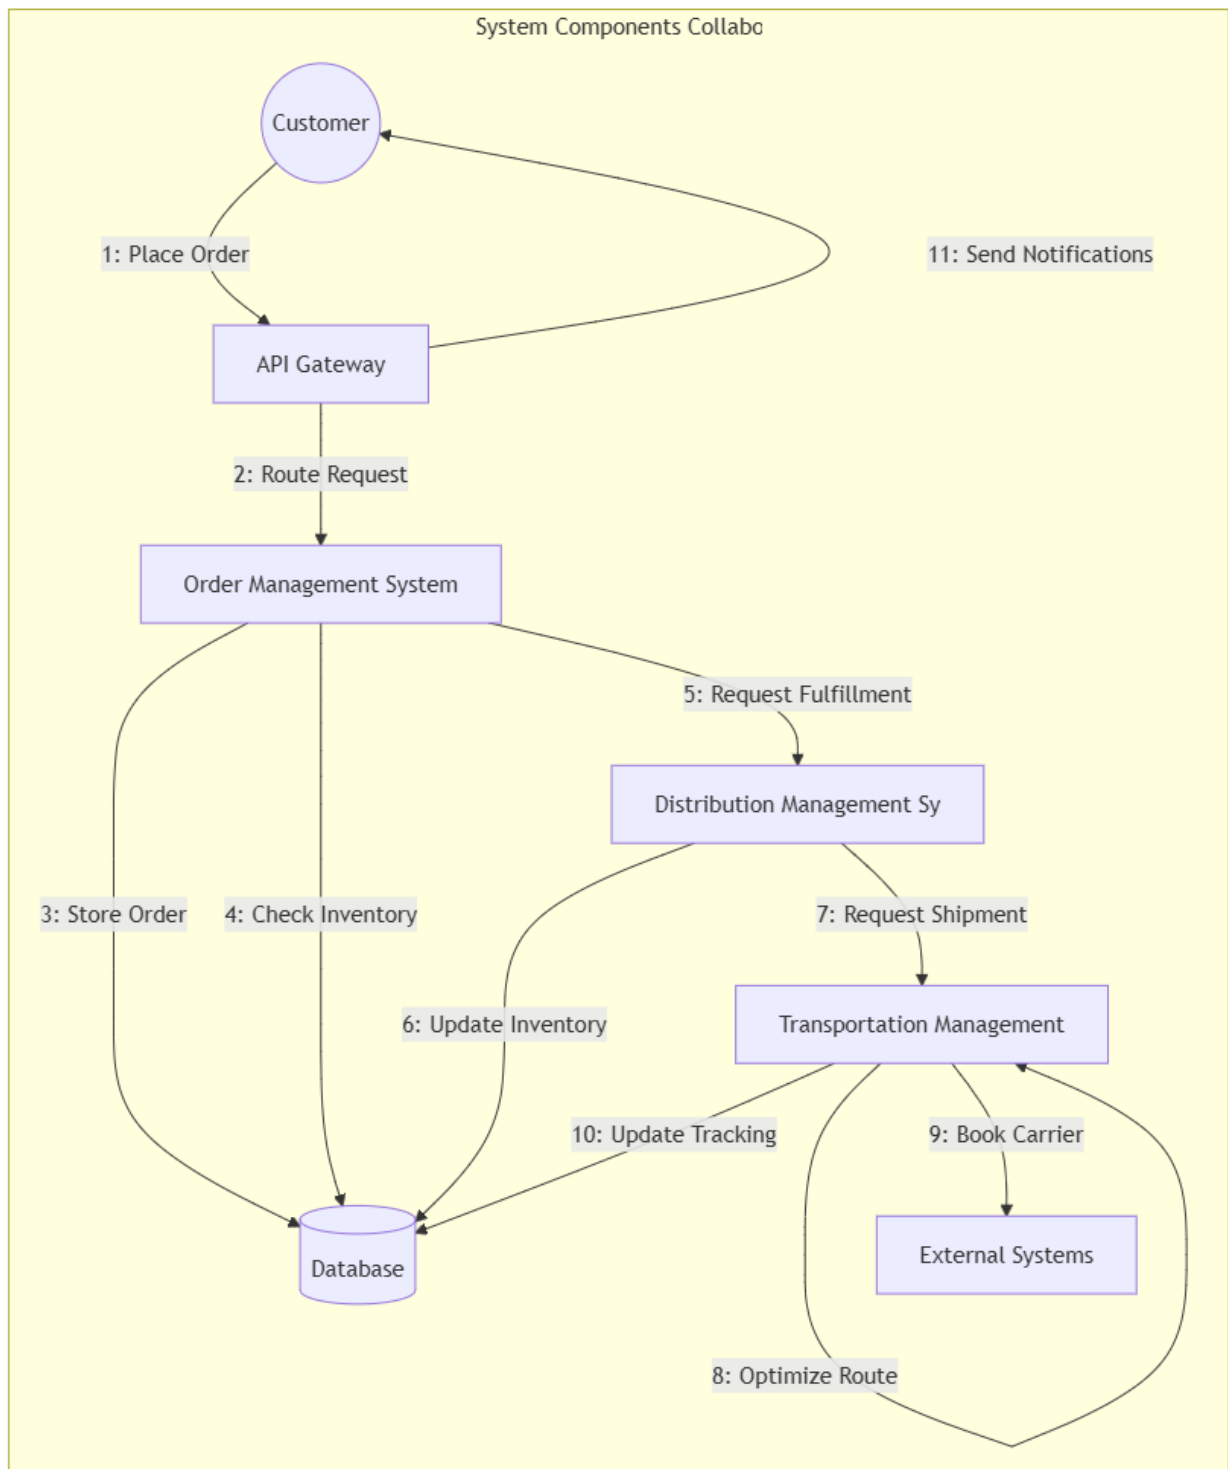 System Components Collabo
Customer
1: Place Order
11: Send Notifications
API Gateway
2: Route Request
Order Management System
5: Request Fulfillment
Distribution Management Sy
3: Store Order
4: Check Inventory
7: Request Shipment
6: Update Inventory
Transportation Management
10: Update Tracking
9: Book Carrier
Database
External Systems
8: Optimize Route